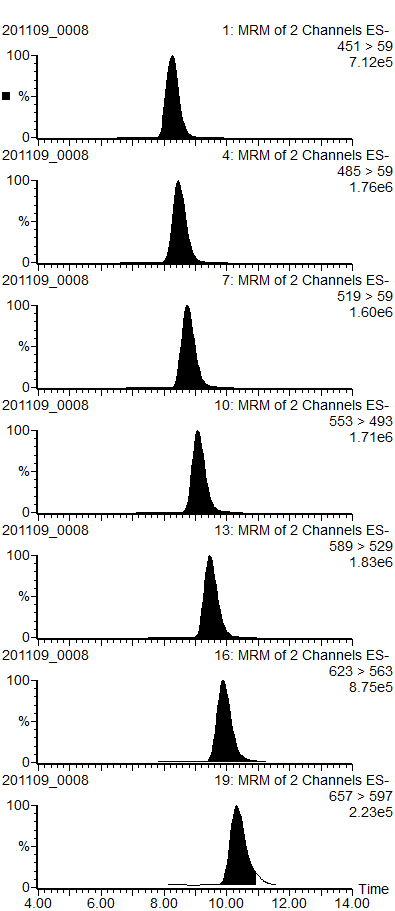 201109_0008 1: MRM of 2 Channels ES-
451 > 59
7.12e5
100
%
0
201109_0008 4: MRM of 2 Channels ES-
485 > 59
1.76e6
100
%
0
201109_0008 7: MRM of 2 Channels ES-
519 > 59
1.60e6
100
%
0
201109_0008 10: MRM of 2 Channels ES-
553 > 493
1.71e6
100
%
0
201109_0008 13: MRM of 2 Channels ES-
589 > 529
1.83e6
100
%
0
201109_0008 16: MRM of 2 Channels ES-
623 > 563
8.75e5
100
%
0
201109_0008 19: MRM of 2 Channels ES-
657 > 597
2.23e5
100
%
0
Time
4.00 6.00 8.00 10.00 12.00 14.00